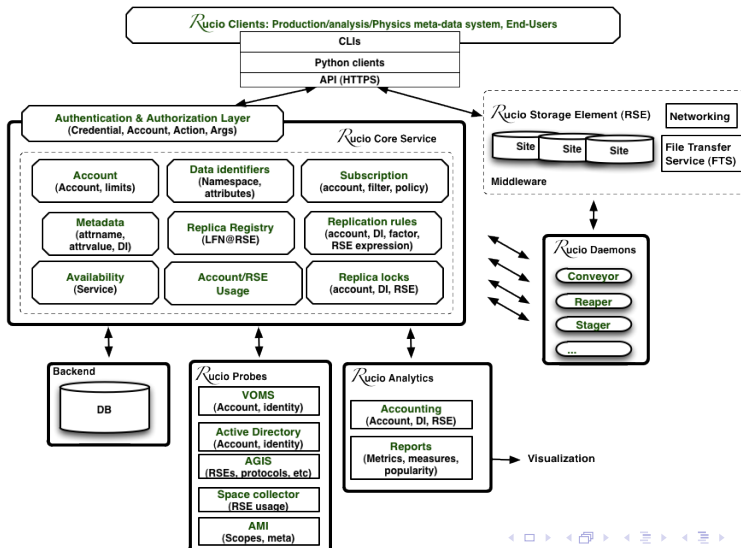 Rucio Clients: Production/analysis/Physics meta-data system, End-Users
CLIs
Python clients
API (HTTPS)
Authentication & Authorization Layer
(Credential, Account, Action, Args)
Rucio Core Service
Account
(Account, limits)
Data identifiers
(Namespace,
attributes)
Subscription
(account, filter, policy)
Metadata
(attrname,
attrvalue, DI)
Replica Registry
(LFN@RSE)
Replication rules
(account, DI, factor,
RSE expression)
Availability
(Service)
Account/RSE
Usage
Replica locks
(account, DI, RSE)
Rucio Storage Element (RSE)
Site
Site
Site
Middleware
Networking
File Transfer
Service (FTS)
Rucio Daemons
Conveyor
Reaper
Stager
...
Backend
DB
Rucio Probes
VOMS
(Account, identity)
Active Directory
(Account, identity)
AGIS
(RSEs, protocols, etc)
Space collector
(RSE usage)
AMI
(Scopes, meta)
Rucio Analytics
Accounting
(Account, DI, RSE)
Reports
(Metrics, measures,
popularity)
Visualization